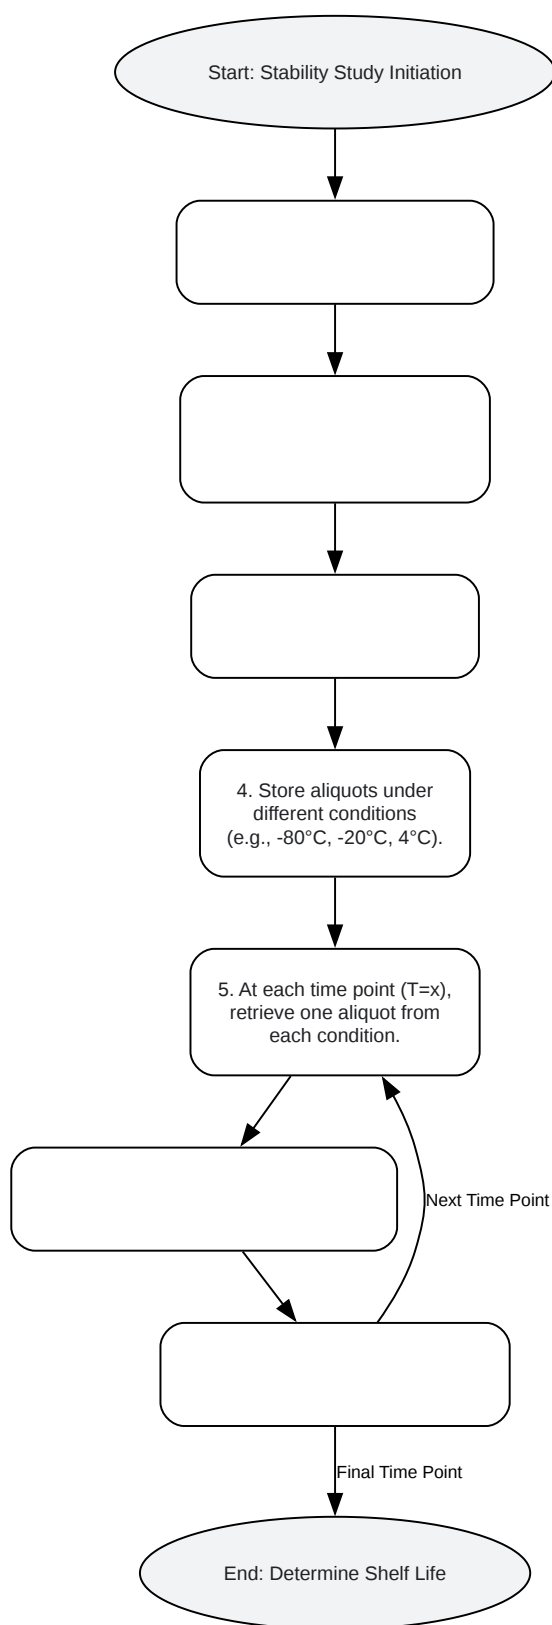 Start: Stability Study Initiation
4. Store aliquots under
different conditions
(e.g., -80°C, -20°C, 4°C).
5. At each time point (T=x),
retrieve one aliquot from
each condition.
Next Time Point
Final Time Point
End: Determine Shelf Life